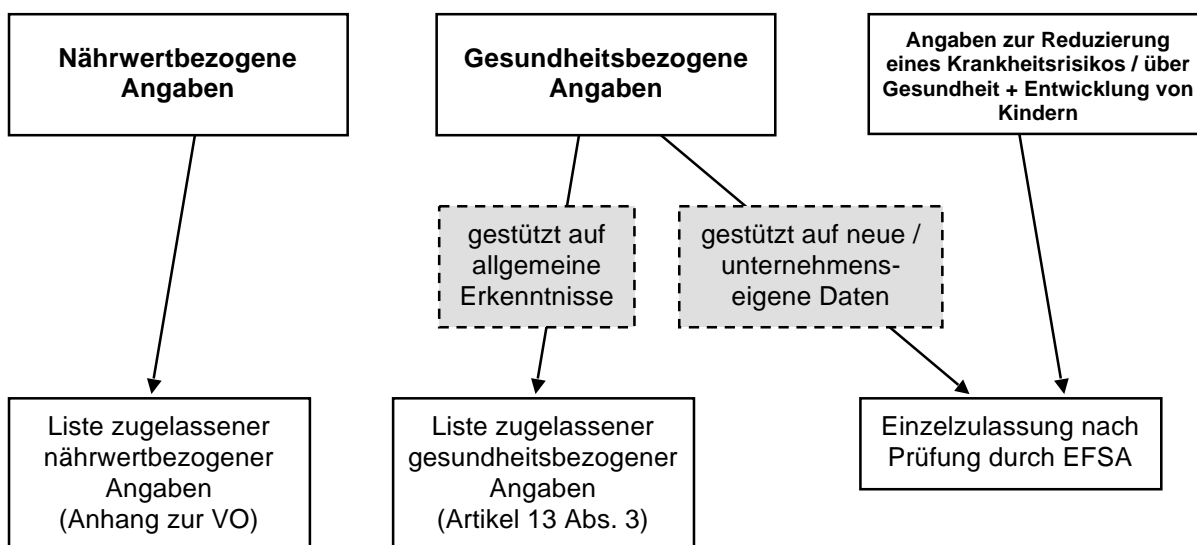 Nährwertbezogene
Angaben
Gesundheitsbezogene
Angaben
Angaben zur Reduzierung
eines Krankheitsrisikos / über
Gesundheit + Entwicklung von
Kindern
gestützt auf
allgemeine
Erkenntnisse
gestützt auf neue /
unternehmens-
eigene Daten
Liste zugelassener
nährwertbezogener
Angaben
(Anhang zur VO)
Liste zugelassener
gesundheitsbezogener
Angaben
(Artikel 13 Abs. 3)
Einzelzulassung nach
Prüfung durch EFSA